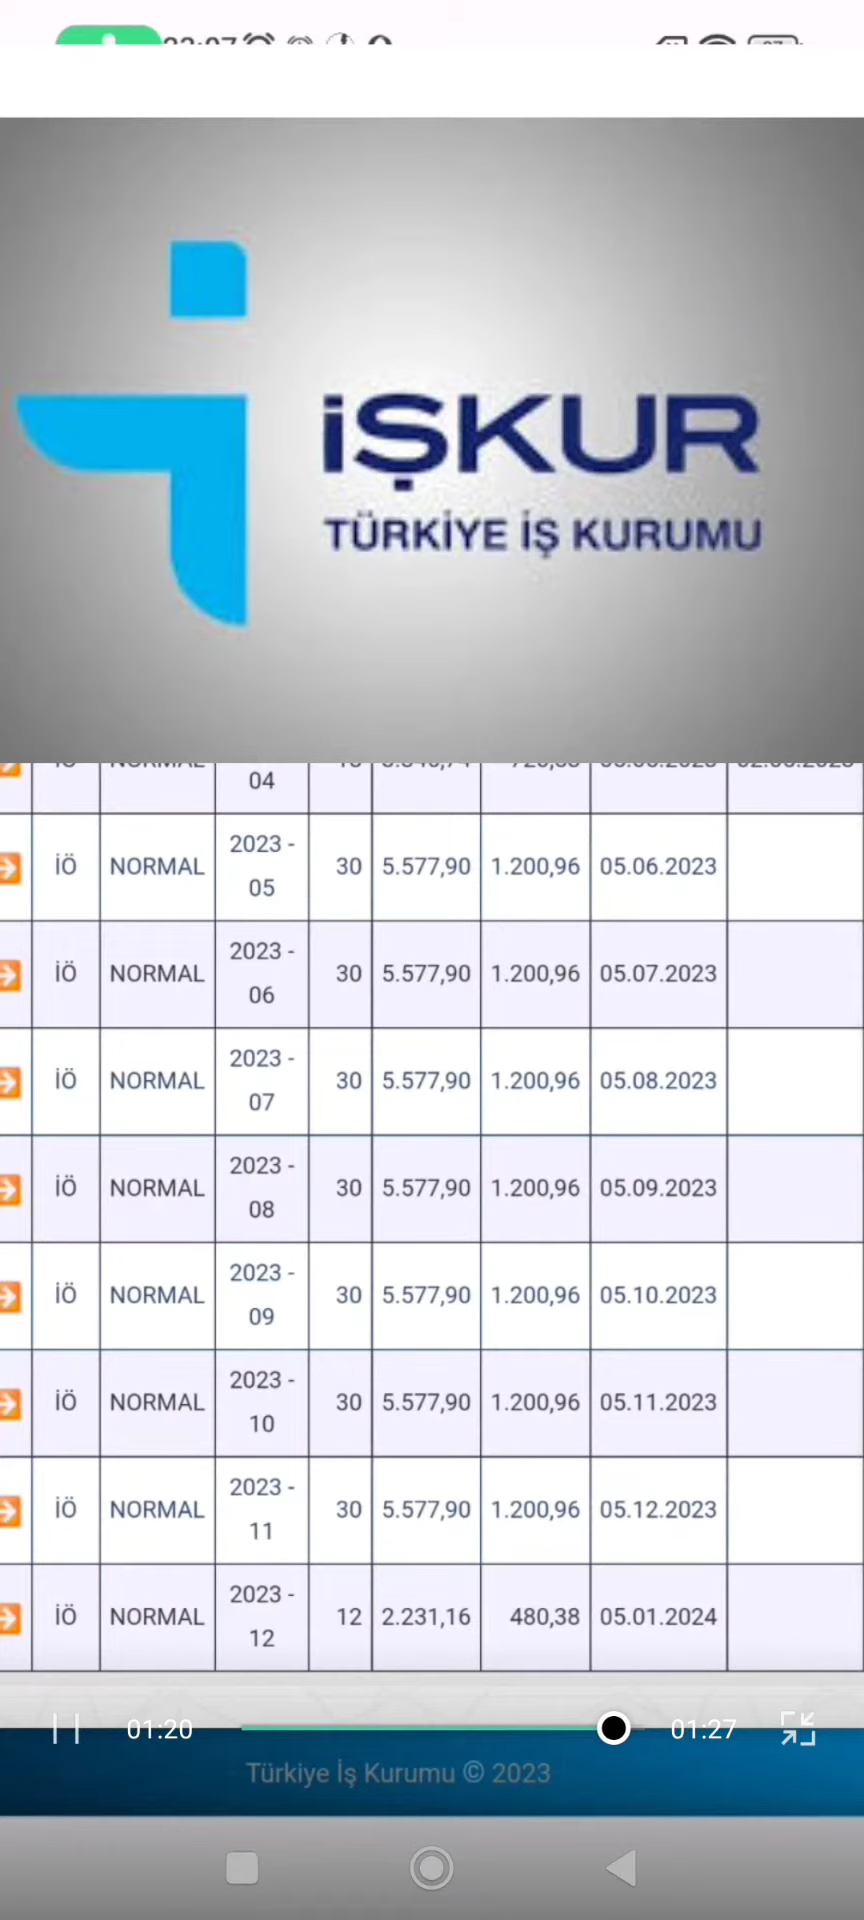 İŞKUR
TÜRKİYE İŞ KURUMU
04
İÖ NORMAL 2023 - 05 30 5.577,90 1.200,96 05.06.2023
İÖ NORMAL 2023 - 06 30 5.577,90 1.200,96 05.07.2023
İÖ NORMAL 2023 - 07 30 5.577,90 1.200,96 05.08.2023
İÖ NORMAL 2023 - 08 30 5.577,90 1.200,96 05.09.2023
İÖ NORMAL 2023 - 09 30 5.577,90 1.200,96 05.10.2023
İÖ NORMAL 2023 - 10 30 5.577,90 1.200,96 05.11.2023
İÖ NORMAL 2023 - 11 30 5.577,90 1.200,96 05.12.2023
İÖ NORMAL 2023 - 12 12 2.231,16 480,38 05.01.2024
01:20 01:27
Türkiye İş Kurumu © 2023